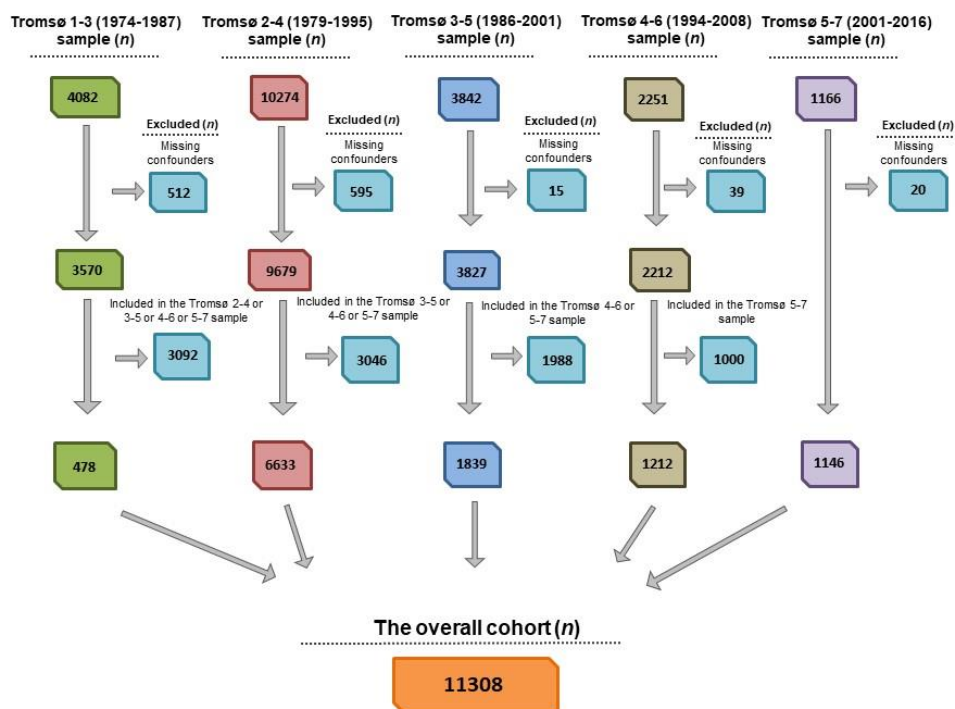 Tromsø 1-3 (1974-1987)
sample (n)
Tromsø 2-4 (1979-1995)
sample (n)
Tromsø 3-5 (1986-2001)
sample (n)
Tromsø 4-6 (1994-2008)
sample (n)
Tromsø 5-7 (2001-2016)
sample (n)
4082
10274
3842
2251
1166
Excluded (n)
Missing
confounders
512
Excluded (n)
Missing
confounders
595
Excluded (n)
Missing
confounders
15
Excluded (n)
Missing
confounders
39
Excluded (n)
Missing
confounders
20
3570
9679
3827
2212
Included in the Tromsø 2-4 or
3-5 or 4-6 or 5-7 sample
3092
Included in the Tromsø 3-5 or
4-6 or 5-7 sample
3046
Included in the Tromsø 4-6 or
5-7 sample
1988
Included in the Tromsø 5-7
sample
1000
478
6633
1839
1212
1146
The overall cohort (n)
11308